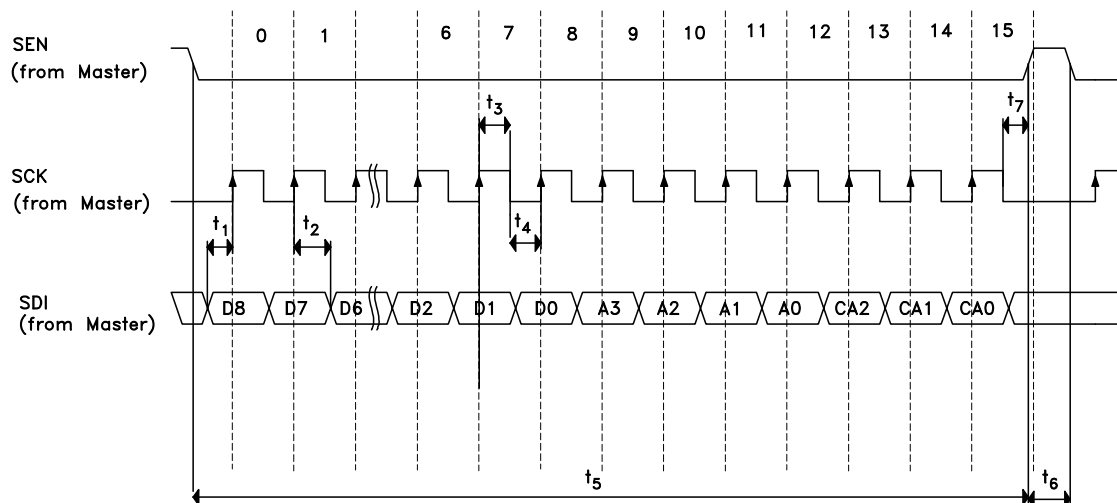 SEN
(from Master)
0 1 6 7 8 9 10 11 12 13 14 15
t3
t7
SCK
(from Master)
t1
t2
t4
SDI
(from Master)
D8 D7 D6 D2 D1 D0 A3 A2 A1 A0 CA2 CA1 CA0
t5
t6